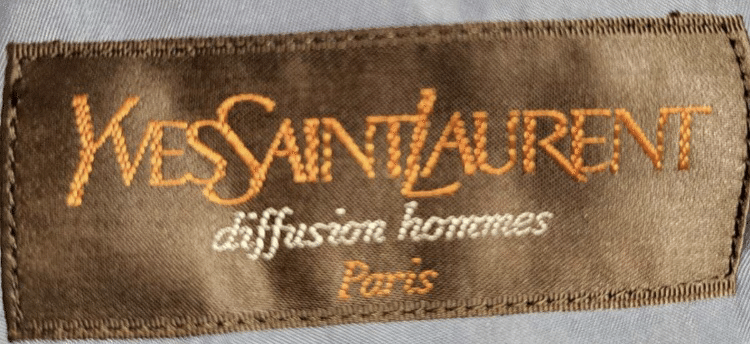 YVESSAINTLAURENT
diffusion hommes
Paris